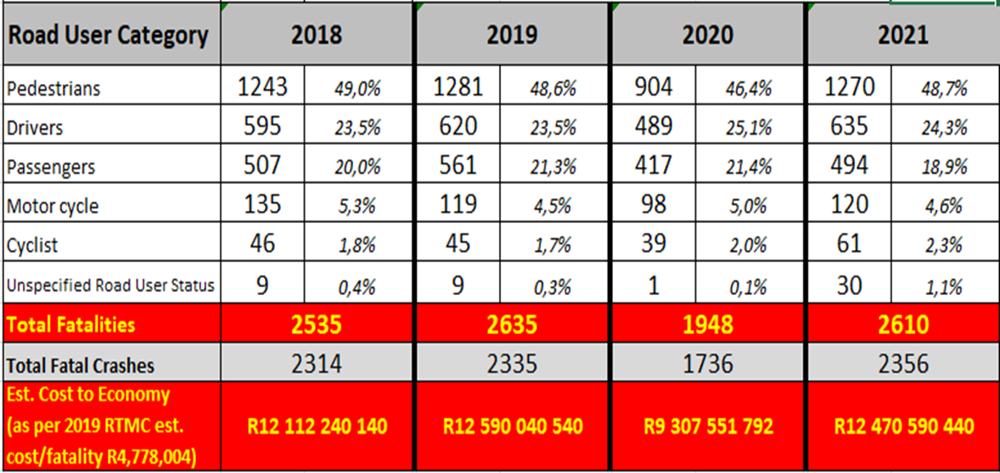 Road User Category 2018 2019 2020 2021
Pedestrians 1243 49,0% 1281 48,6% 904 46,4% 1270 48,7%
Drivers 595 23,5% 620 23,5% 489 25,1% 635 24,3%
Passengers 507 20,0% 561 21,3% 417 21,4% 494 18,9%
Motor cycle 135 5,3% 119 4,5% 98 5,0% 120 4,6%
Cyclist 46 1,8% 45 1,7% 39 2,0% 61 2,3%
Unspecified Road User Status 9 0,4% 9 0,3% 1 0,1% 30 1,1%
Total Fatalities 2535 2635 1948 2610
Total Fatal Crashes 2314 2335 1736 2356
Est. Cost to Economy
(as per 2019 RTMC est. R12 112 240 140 R12 590 040 540 R9 307 551 792 R12 470 590 440
cost/fatality R4,778,004)